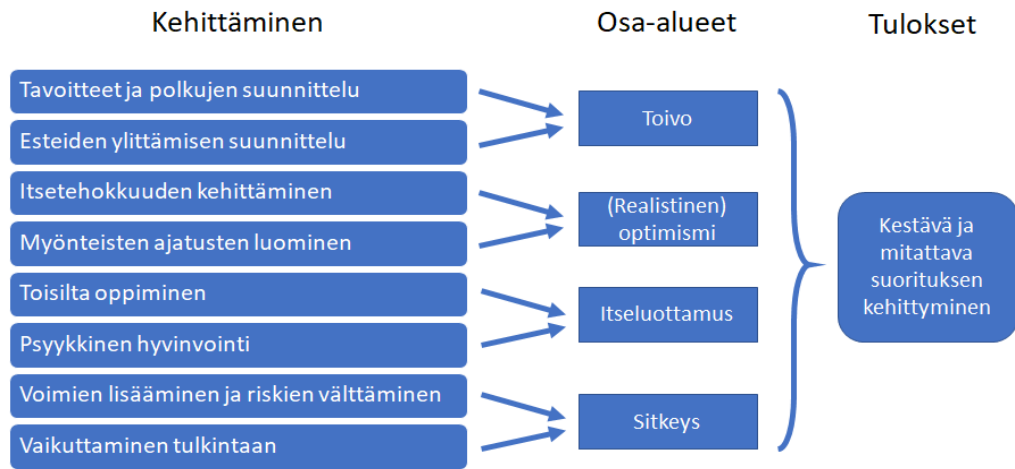 Kehittäminen
Osa-alueet
Tulokset
Tavoitteet ja polkujen suunnittelu
Esteiden ylittämisen suunnittelu
Itsetehokkuuden kehittäminen
Myönteisten ajatusten luominen
Toisilta oppiminen
Psyykkinen hyvinvointi
Voimien lisääminen ja riskien välttäminen
Vaikuttaminen tulkintaan
Toivo
(Realistinen)
optimismi
Itseluottamus
Sitkeys
Kestävä ja
mitattava
suorituksen
kehittyminen